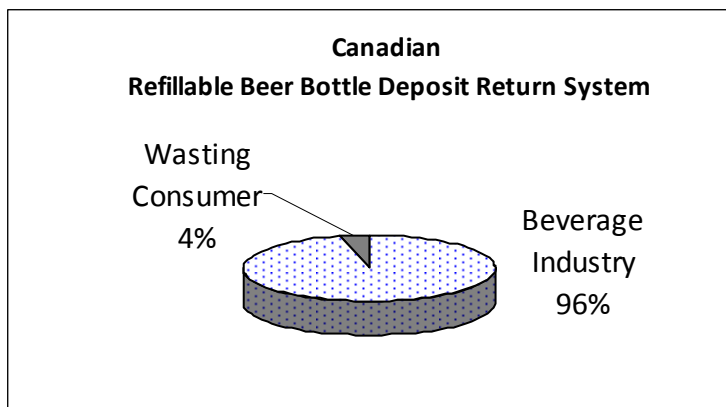 Canadian
Refillable Beer Bottle Deposit Return System
Wasting
Consumer
4%
Beverage
Industry
96%